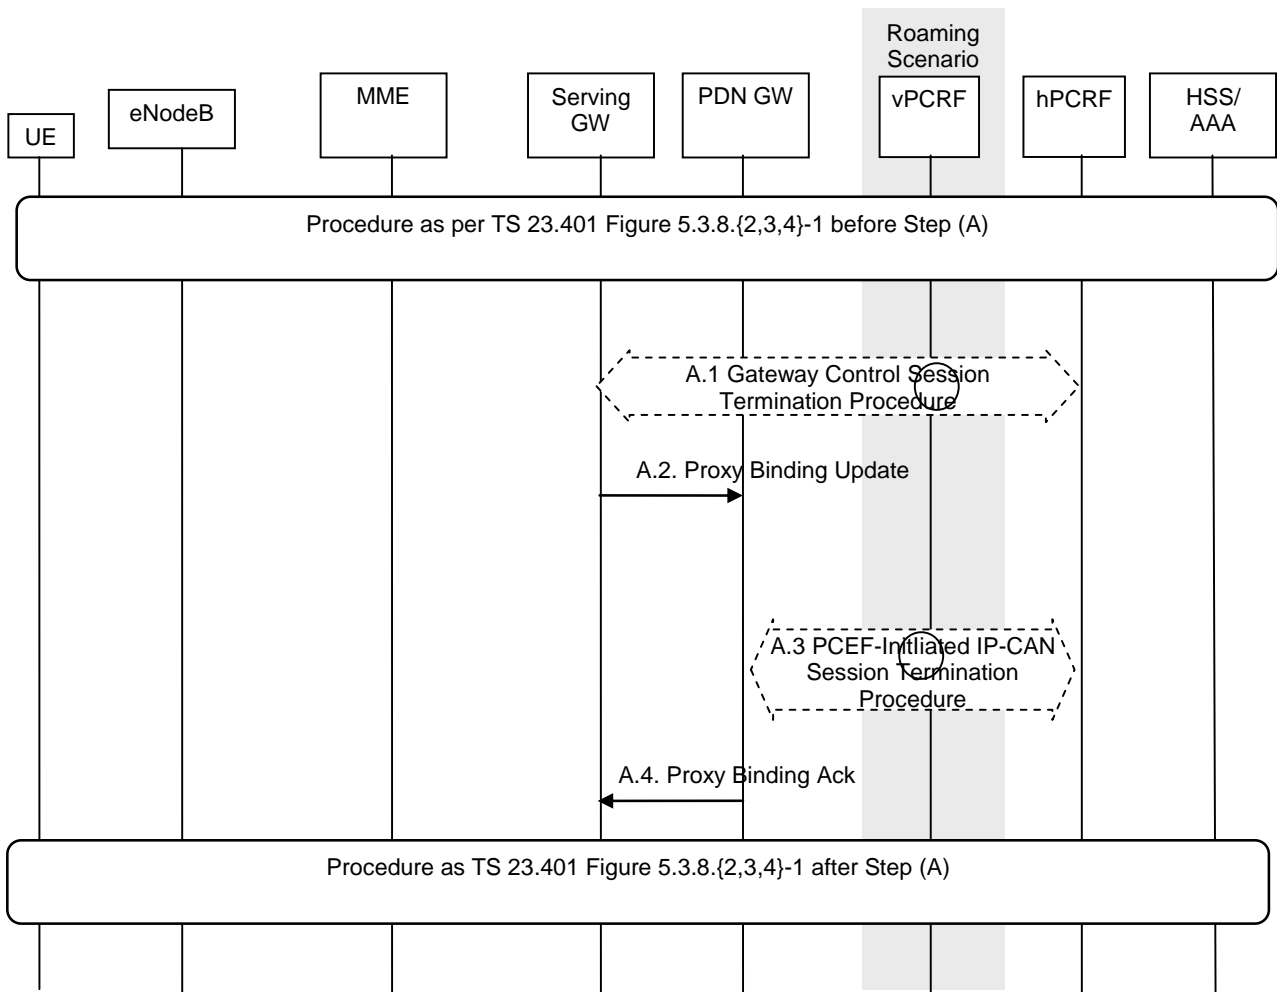 Roaming
Scenario
UE
eNodeB
MME
Serving
GW
PDN GW
vPCRF
hPCRF
HSS/
AAA
Procedure as per TS 23.401 Figure 5.3.8.{2,3,4}-1 before Step (A)
A.1 Gateway Control Session
Termination Procedure
A.2. Proxy Binding Update
A.3 PCEF-Initliated IP-CAN
Session Termination
Procedure
A.4. Proxy Binding Ack
Procedure as TS 23.401 Figure 5.3.8.{2,3,4}-1 after Step (A)